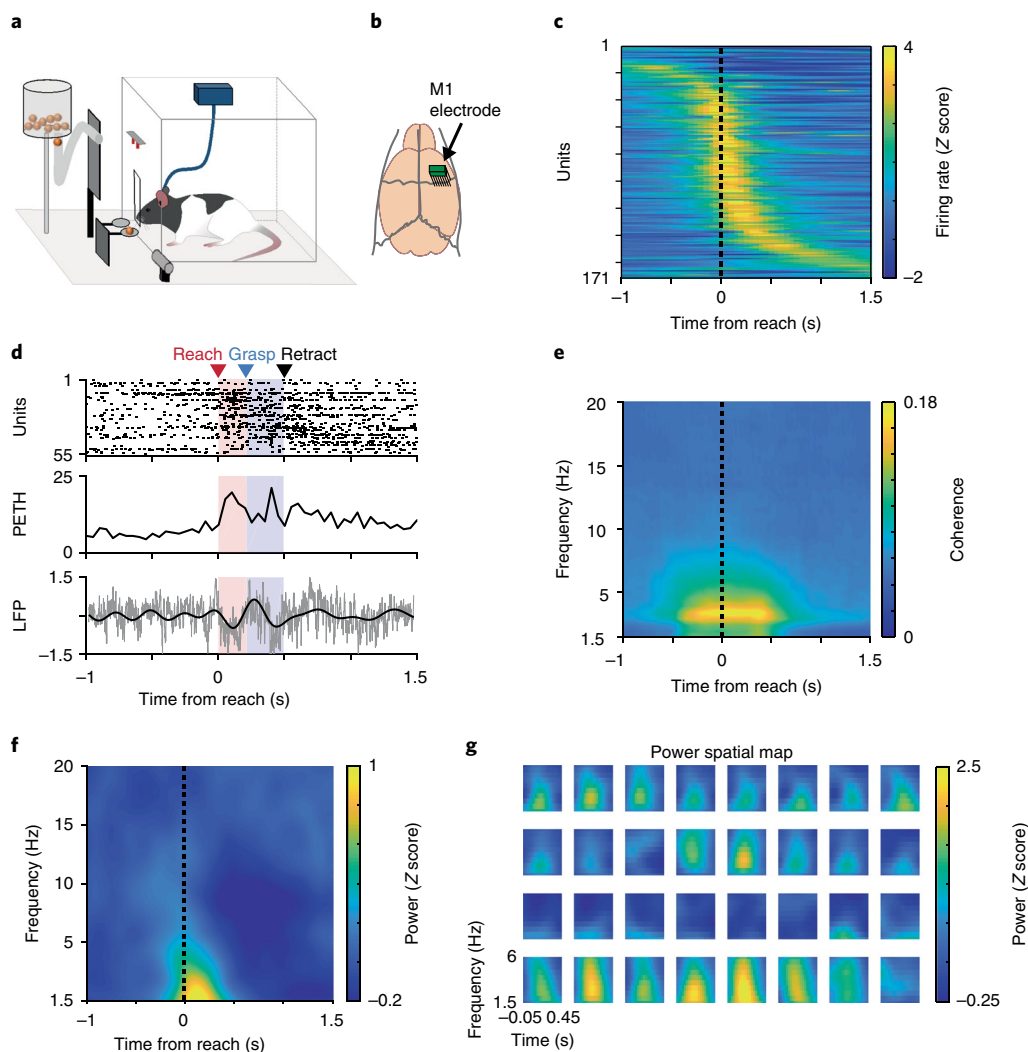 a
b
M1
electrode
c
1
Units
171
−1
0
1.5
Time from reach (s)
4
−2
Firing rate (Z score)
d
Reach Grasp Retract
1
Units
55
25
PETH
0
1.5
LFP
−1.5
−1
0
1.5
Time from reach (s)
e
20
15
10
5
1.5
Frequency (Hz)
−1
0
1.5
Time from reach (s)
0.18
0
Coherence
f
20
15
10
5
1.5
Frequency (Hz)
−1
0
1.5
Time from reach (s)
1
−0.2
Power (Z score)
g
Power spatial map
6
1.5
Frequency (Hz)
−0.05 0.45
Time (s)
2.5
−0.25
Power (Z score)